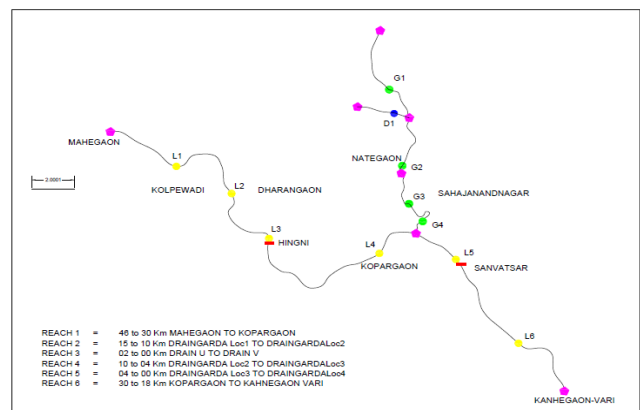 G1
D1
MAHEGAON
L1
NATEGAON
G2
KOLPEWADI
L2
DHARANGAON
SAHAJANANDNAGAR
2.0001
G3
G4
L3
HINGNI
L4
L5
KOPARGAON
SANVATSAR
REACH 1 = 46 to 30 Km MAHEGAON TO KOPARGAON
REACH 2 = 15 to 10 Km DRAINGARDA Loc1 TO DRAINGARDALoc2
REACH 3 = 02 to 00 Km DRAIN U TO DRAIN V
REACH 4 = 10 to 04 Km DRAINGARDA Loc2 TO DRAINGARDALoc3
REACH 5 = 04 to 00 Km DRAINGARDA Loc3 TO DRAINGARDALoc4
REACH 6 = 30 to 18 Km KOPARGAON TO KAHNEGAON VARI
L6
KANHEGAON-VARI